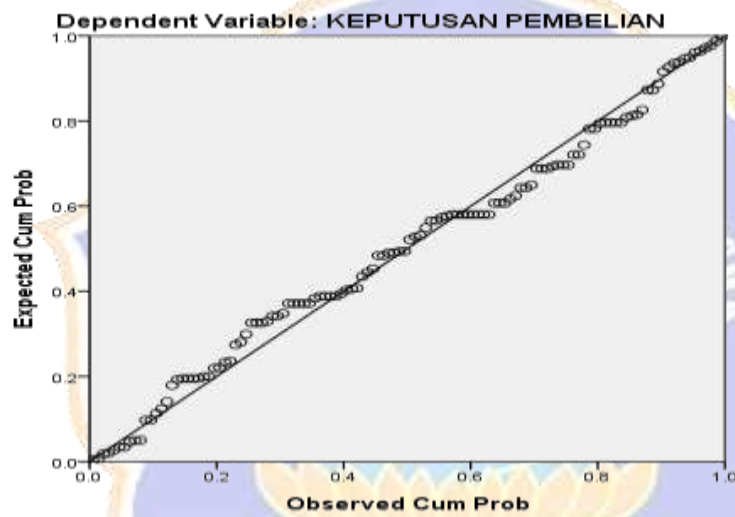 Dependent Variable: KEPUTUSAN PEMBELIAN
1.0
0.8
0.6
0.4
0.2
0.0
Expected Cum Prob
0.0 0.2 0.4 0.6 0.8 1.0
Observed Cum Prob